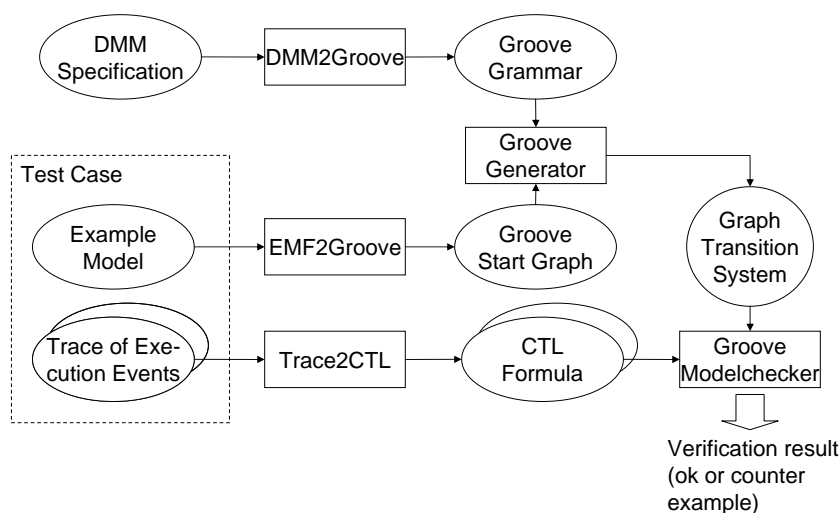 DMM
Specification
DMM2Groove
Groove
Grammar
Groove
Generator
Test Case
Example
Model
EMF2Groove
Groove
Start Graph
Graph
Transition
System
Trace of Exe-
cution Events
Trace2CTL
CTL
Formula
Groove
Modelchecker
Verification result
(ok or counter
example)